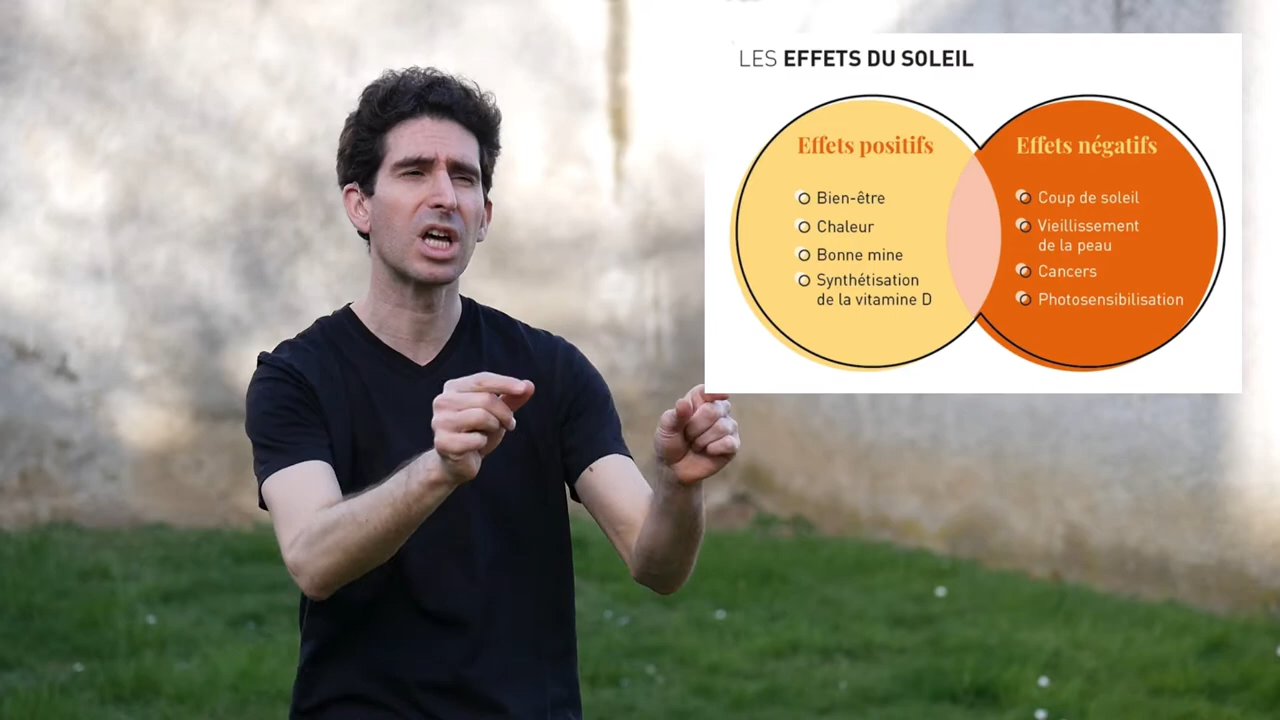 LES EFFETS DU SOLEIL
Effets positifs
Bien-être
Chaleur
Bonne mine
Synthétisation
de la vitamine D
Effets négatifs
Coup de soleil
Vieillissement
de la peau
Cancers
Photosensibilisation